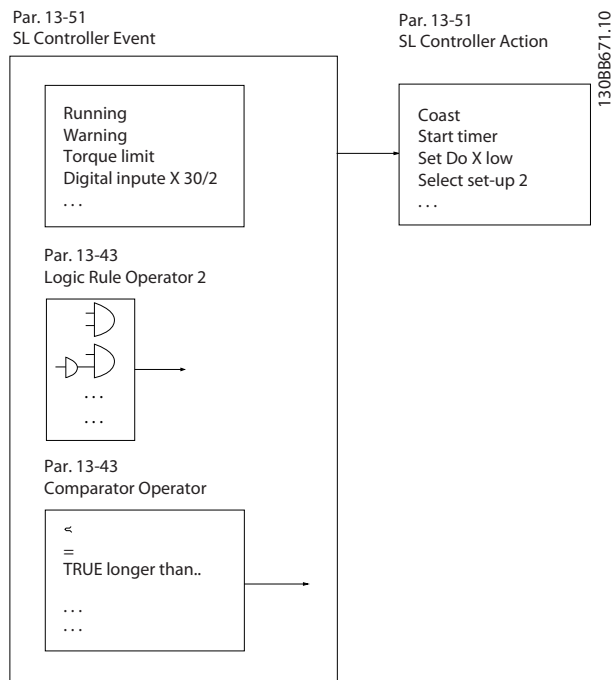 Par. 13-51
SL Controller Event
Par. 13-51
SL Controller Action
130BB671.10
Running
Warning
Torque limit
Digital inpute X 30/2
. . .
Coast
Start timer
Set Do X low
Select set-up 2
. . .
Par. 13-43
Logic Rule Operator 2
. . .
. . .
Par. 13-43
Comparator Operator
=
TRUE longer than..
. . .
. . .